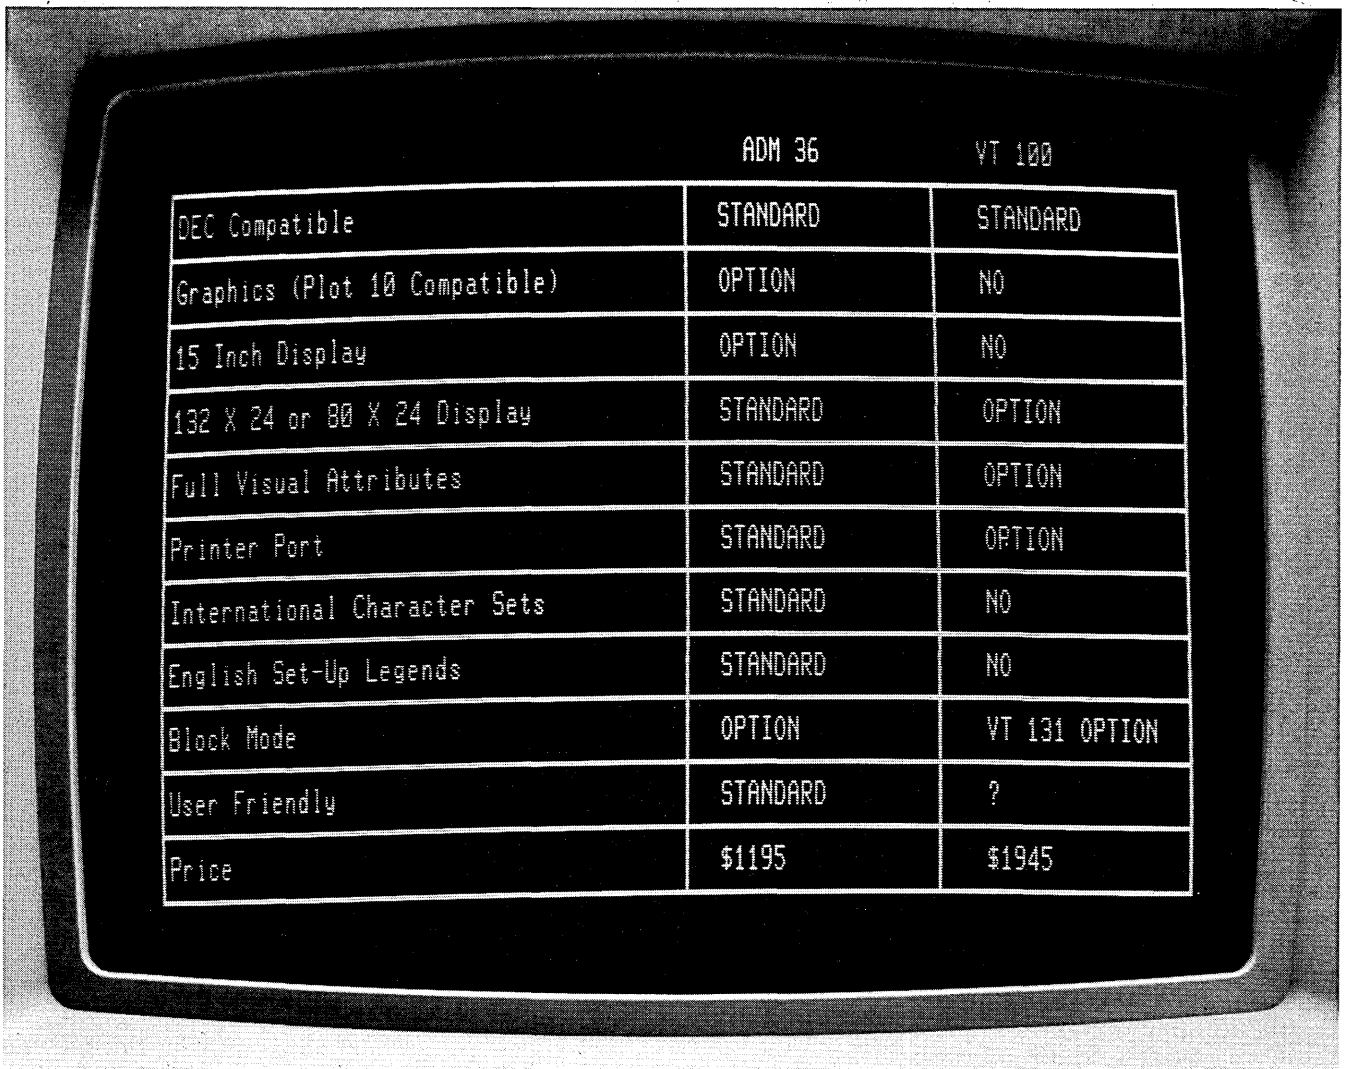 ADM 36 VT 100
DEC Compatible STANDARD STANDARD
Graphics (Plot 10 Compatible) OPTION NO
15 Inch Display OPTION NO
132 X 24 or 80 X 24 Display STANDARD OPTION
Full Visual Attributes STANDARD OPTION
Printer Port STANDARD OPTION
International Character Sets STANDARD NO
English Set-Up Legends STANDARD NO
Block Mode OPTION VT 131 OPTION
User Friendly STANDARD ?
Price $1195 $1945